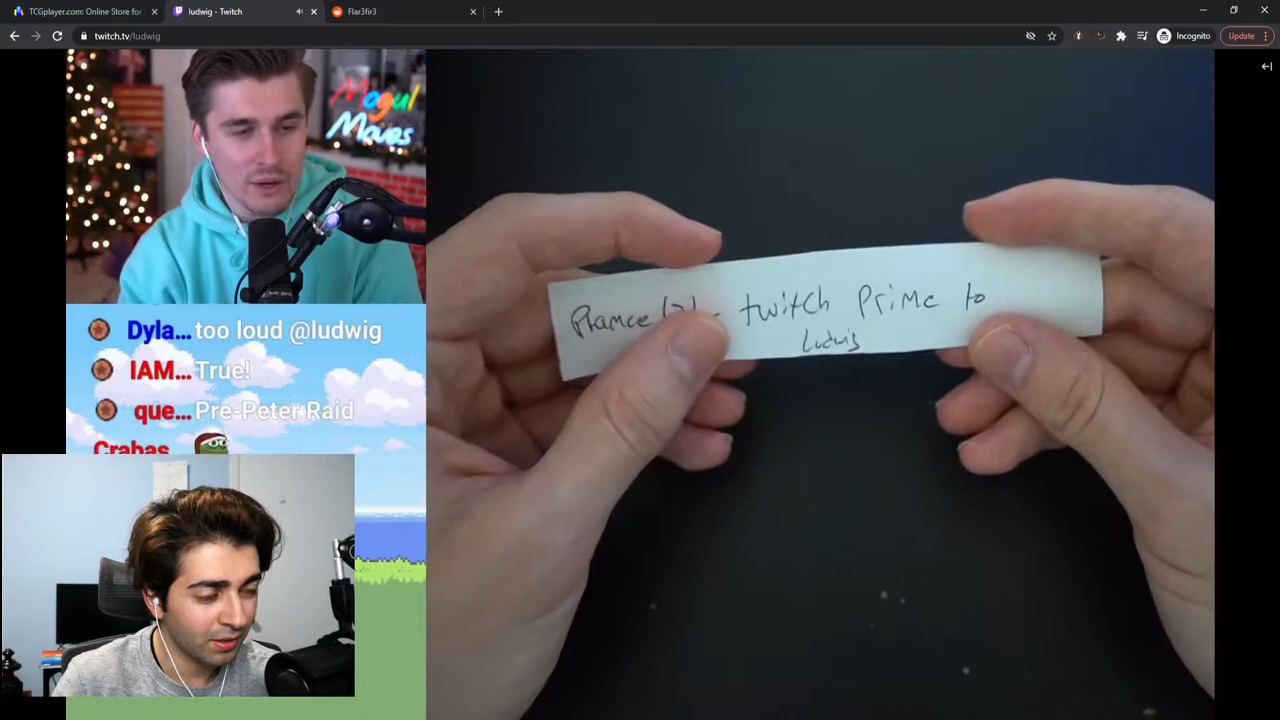 TCGplayer.com: Online Store for
ludwig - Twitch
Flar3fir3
twitch.tv/ludwig
Incognito
Update
Mogul
Moves
Dyla... too loud @ludwig
IAM... True!
que... Pre-Peter Raid
Crabas
twitch Prime to
Ludwig